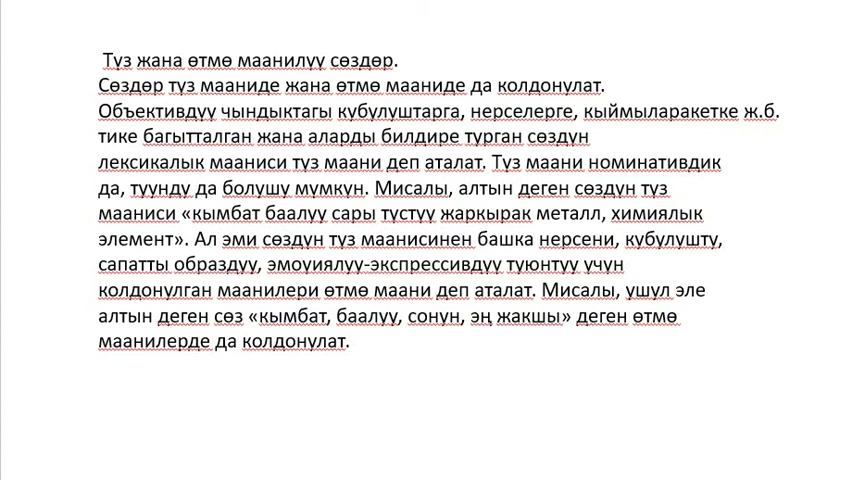 Түз жана өтмө маанилүү сөздөр.
Сөздөр түз мааниде жана өтмө мааниде да колдонулат.
Объективдүү чындыктагы кубулуштарга, нерселерге, кыймыларакетке ж.б.
тике багытталган жана аларды билдире турган сөздүн
лексикалык мааниси түз маани деп аталат. Түз маани номинативдик
да, туунду да болушу мүмкүн. Мисалы, алтын деген сөздүн түз
мааниси «кымбат баалуу сары түстүү жаркырак металл, химиялык
элемент». Ал эми сөздүн түз маанисинен башка нерсени, кубулушту,
сапатты образдуу, эмоуиялуу-экспрессивдүү туюнтуу үчүн
колдонулган маанилери өтмө маани деп аталат. Мисалы, ушул эле
алтын деген сөз «кымбат, баалуу, сонун, эң жакшы» деген өтмө
маанилерде да колдонулат.